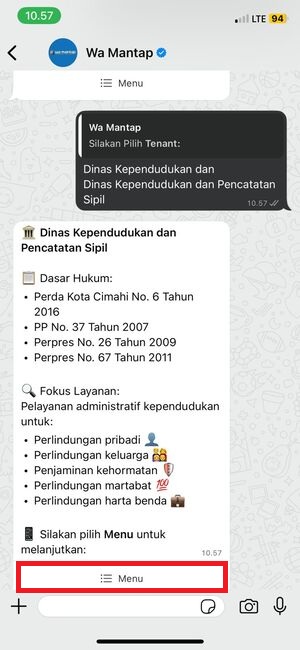 10.57
LTE 94
Wa Mantap
Menu
Wa Mantap
Silakan Pilih Tenant:
Dinas Kependudukan dan
Dinas Kependudukan dan Pencatatan
Sipil
10.57
🏛️ Dinas Kependudukan dan
Pencatatan Sipil
📋 Dasar Hukum:
• Perda Kota Cimahi No. 6 Tahun
2016
• PP No. 37 Tahun 2007
• Perpres No. 26 Tahun 2009
• Perpres No. 67 Tahun 2011
🔍 Fokus Layanan:
Pelayanan administratif kependudukan
untuk:
• Perlindungan pribadi 👤
• Perlindungan keluarga 👨‍👩‍👧‍👦
• Penjaminan kehormatan 🛡️
• Perlindungan martabat 💯
• Perlindungan harta benda 💼
📱 Silakan pilih Menu untuk
melanjutkan:
10.57
Menu